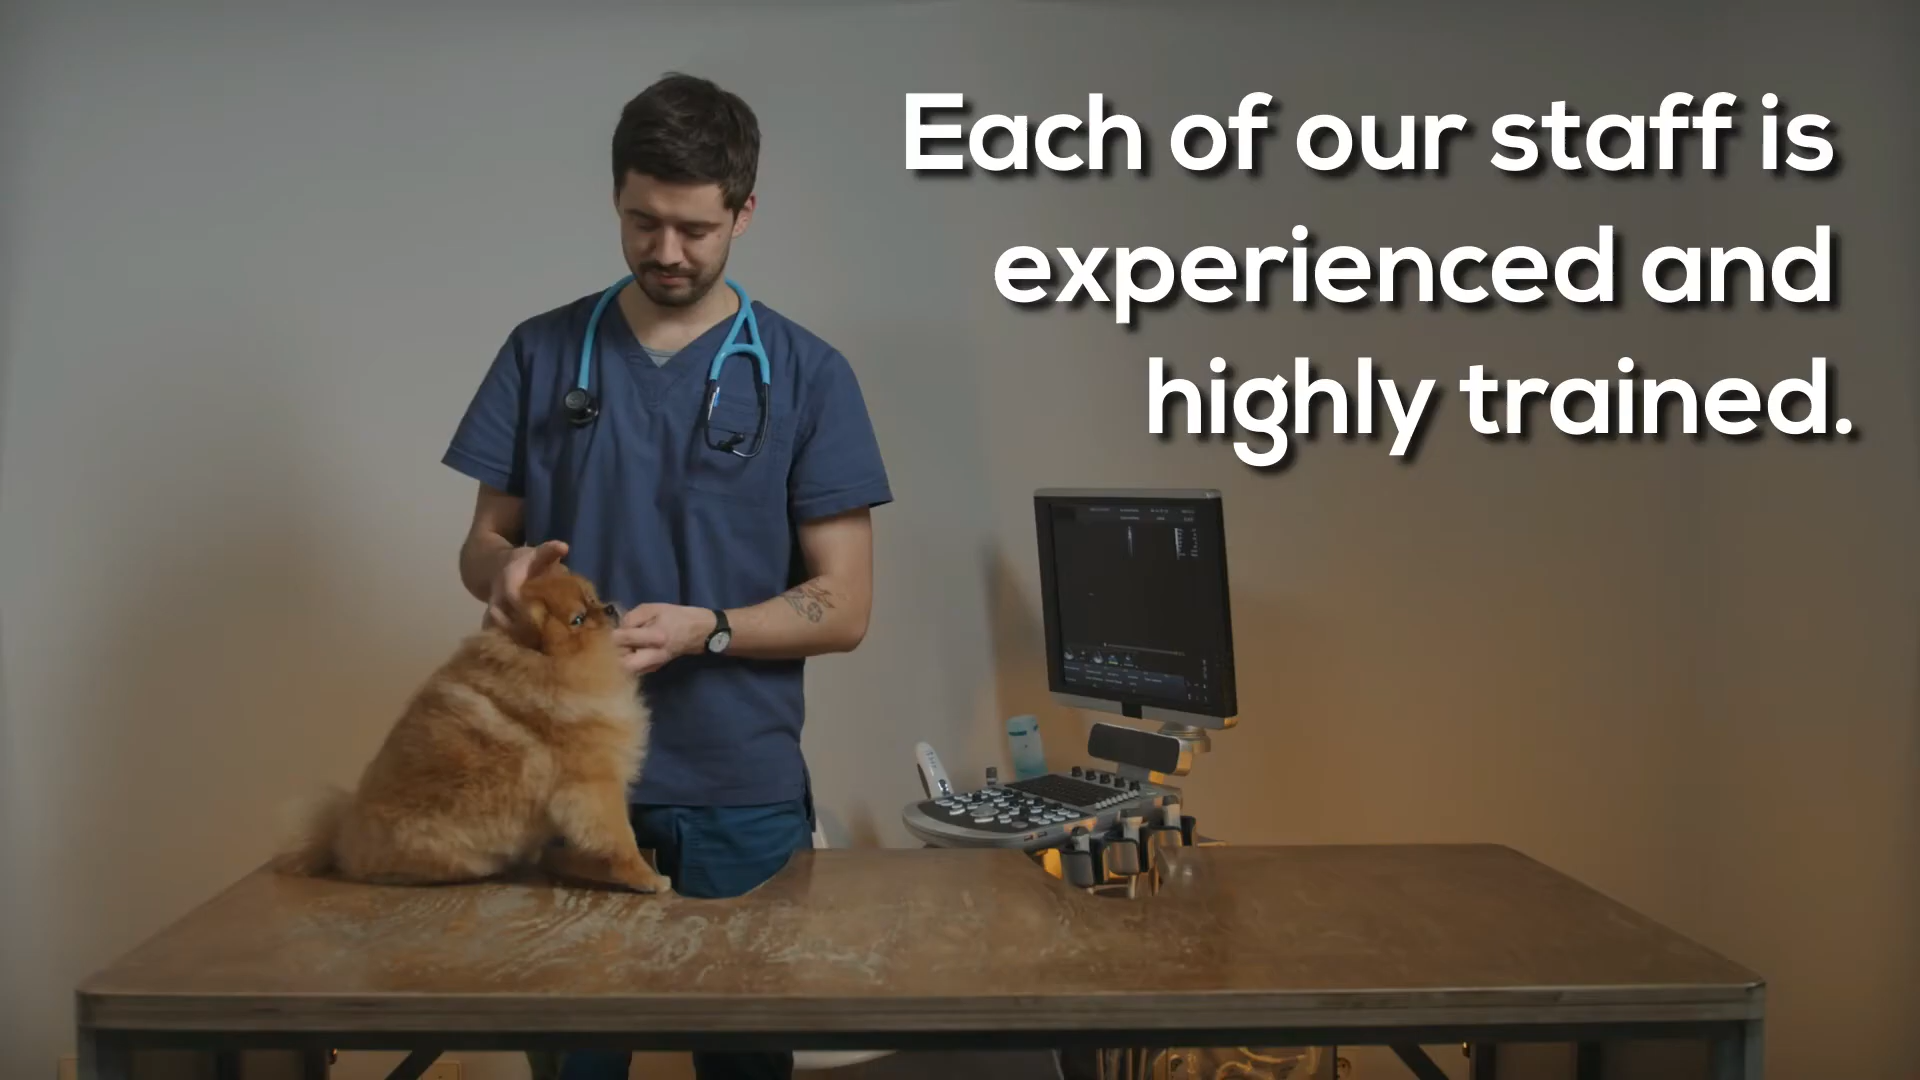 Each of our staff is
experienced and
highly trained.